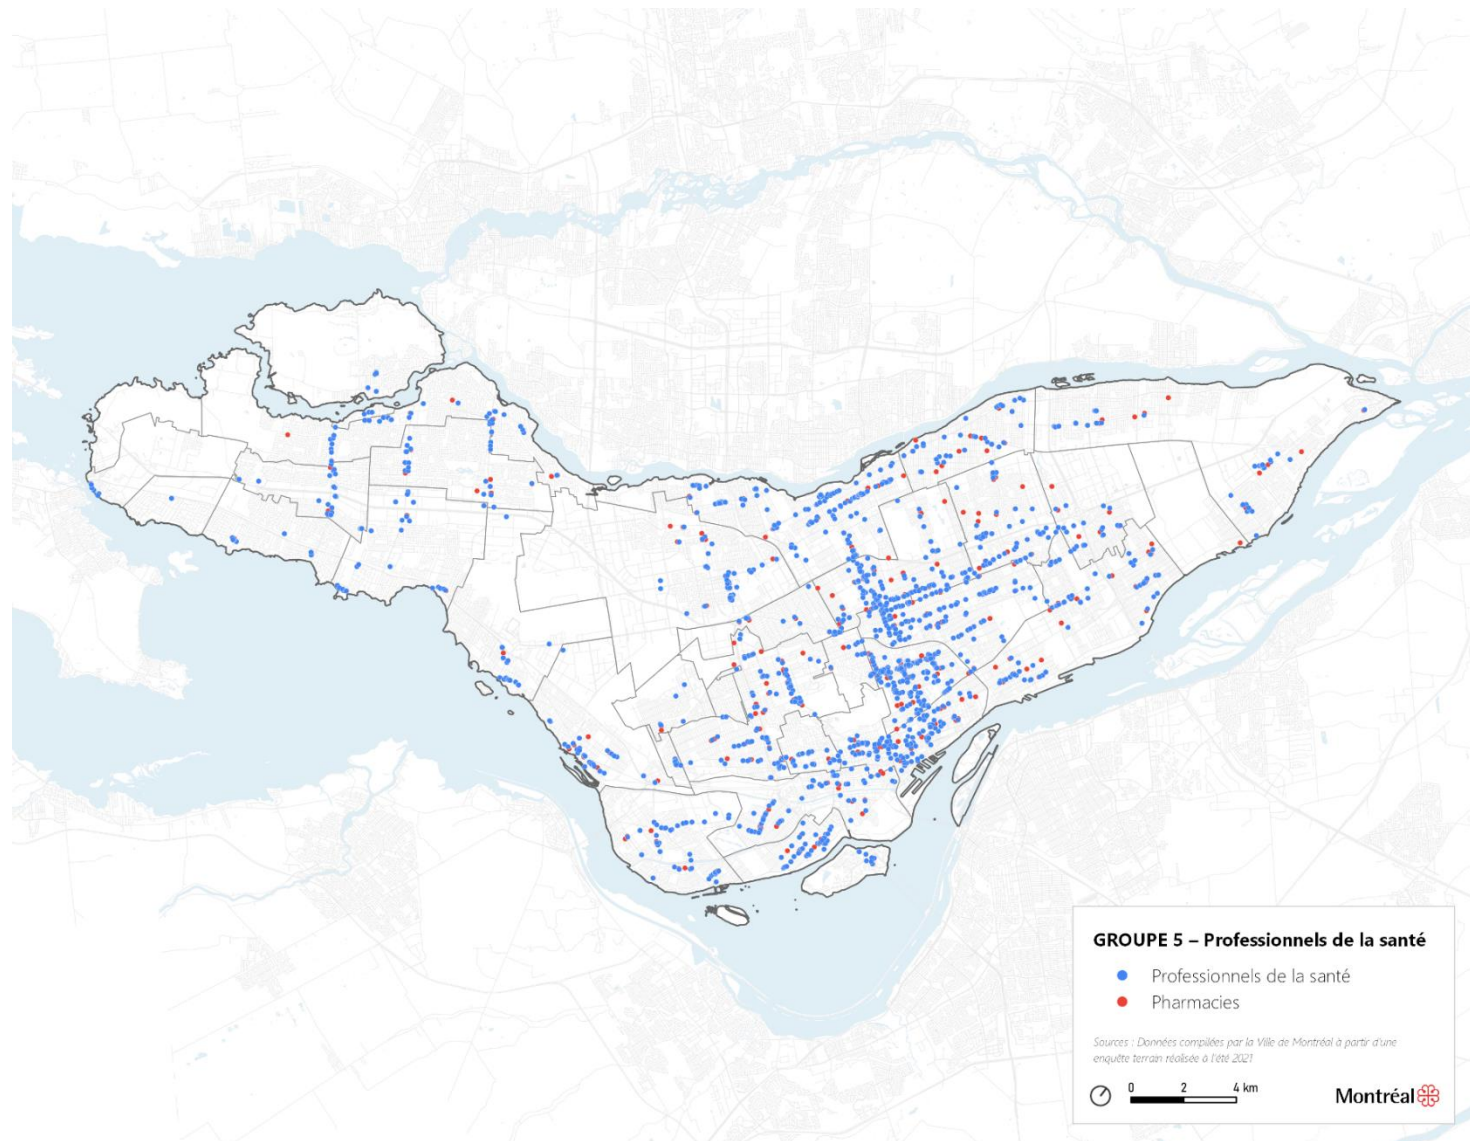 GROUPE 5 – Professionnels de la santé
Professionnels de la santé
Pharmacies
Sources : Données compilées par la Ville de Montréal à partir d'une
enquête terrain réalisée à l'été 2021
0 2 4 km
Montréal